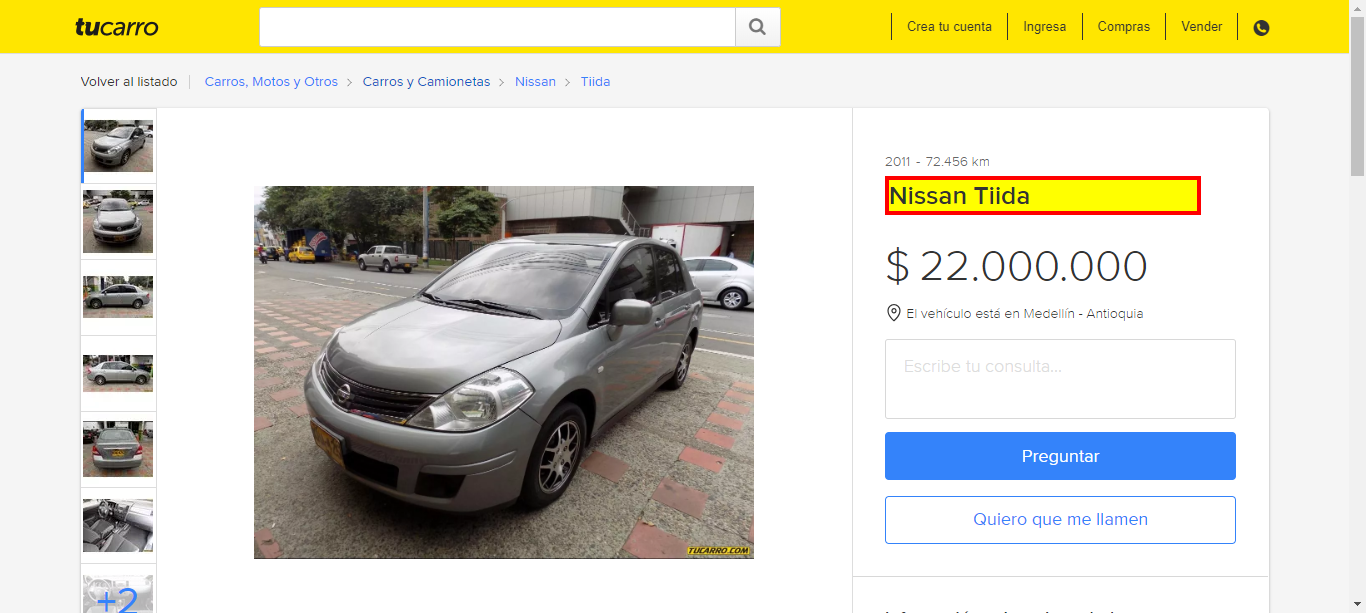 tucarro
Crea tu cuenta
Ingresa
Compras
Vender
Volver al listado
Carros, Motos y Otros > Carros y Camionetas > Nissan > Tiida
2011 - 72.456 km
Nissan Tiida
$ 22.000.000
El vehículo está en Medellín - Antioquia
Escribe tu consulta...
Preguntar
Quiero que me llamen
TUCARRO.COM
+2